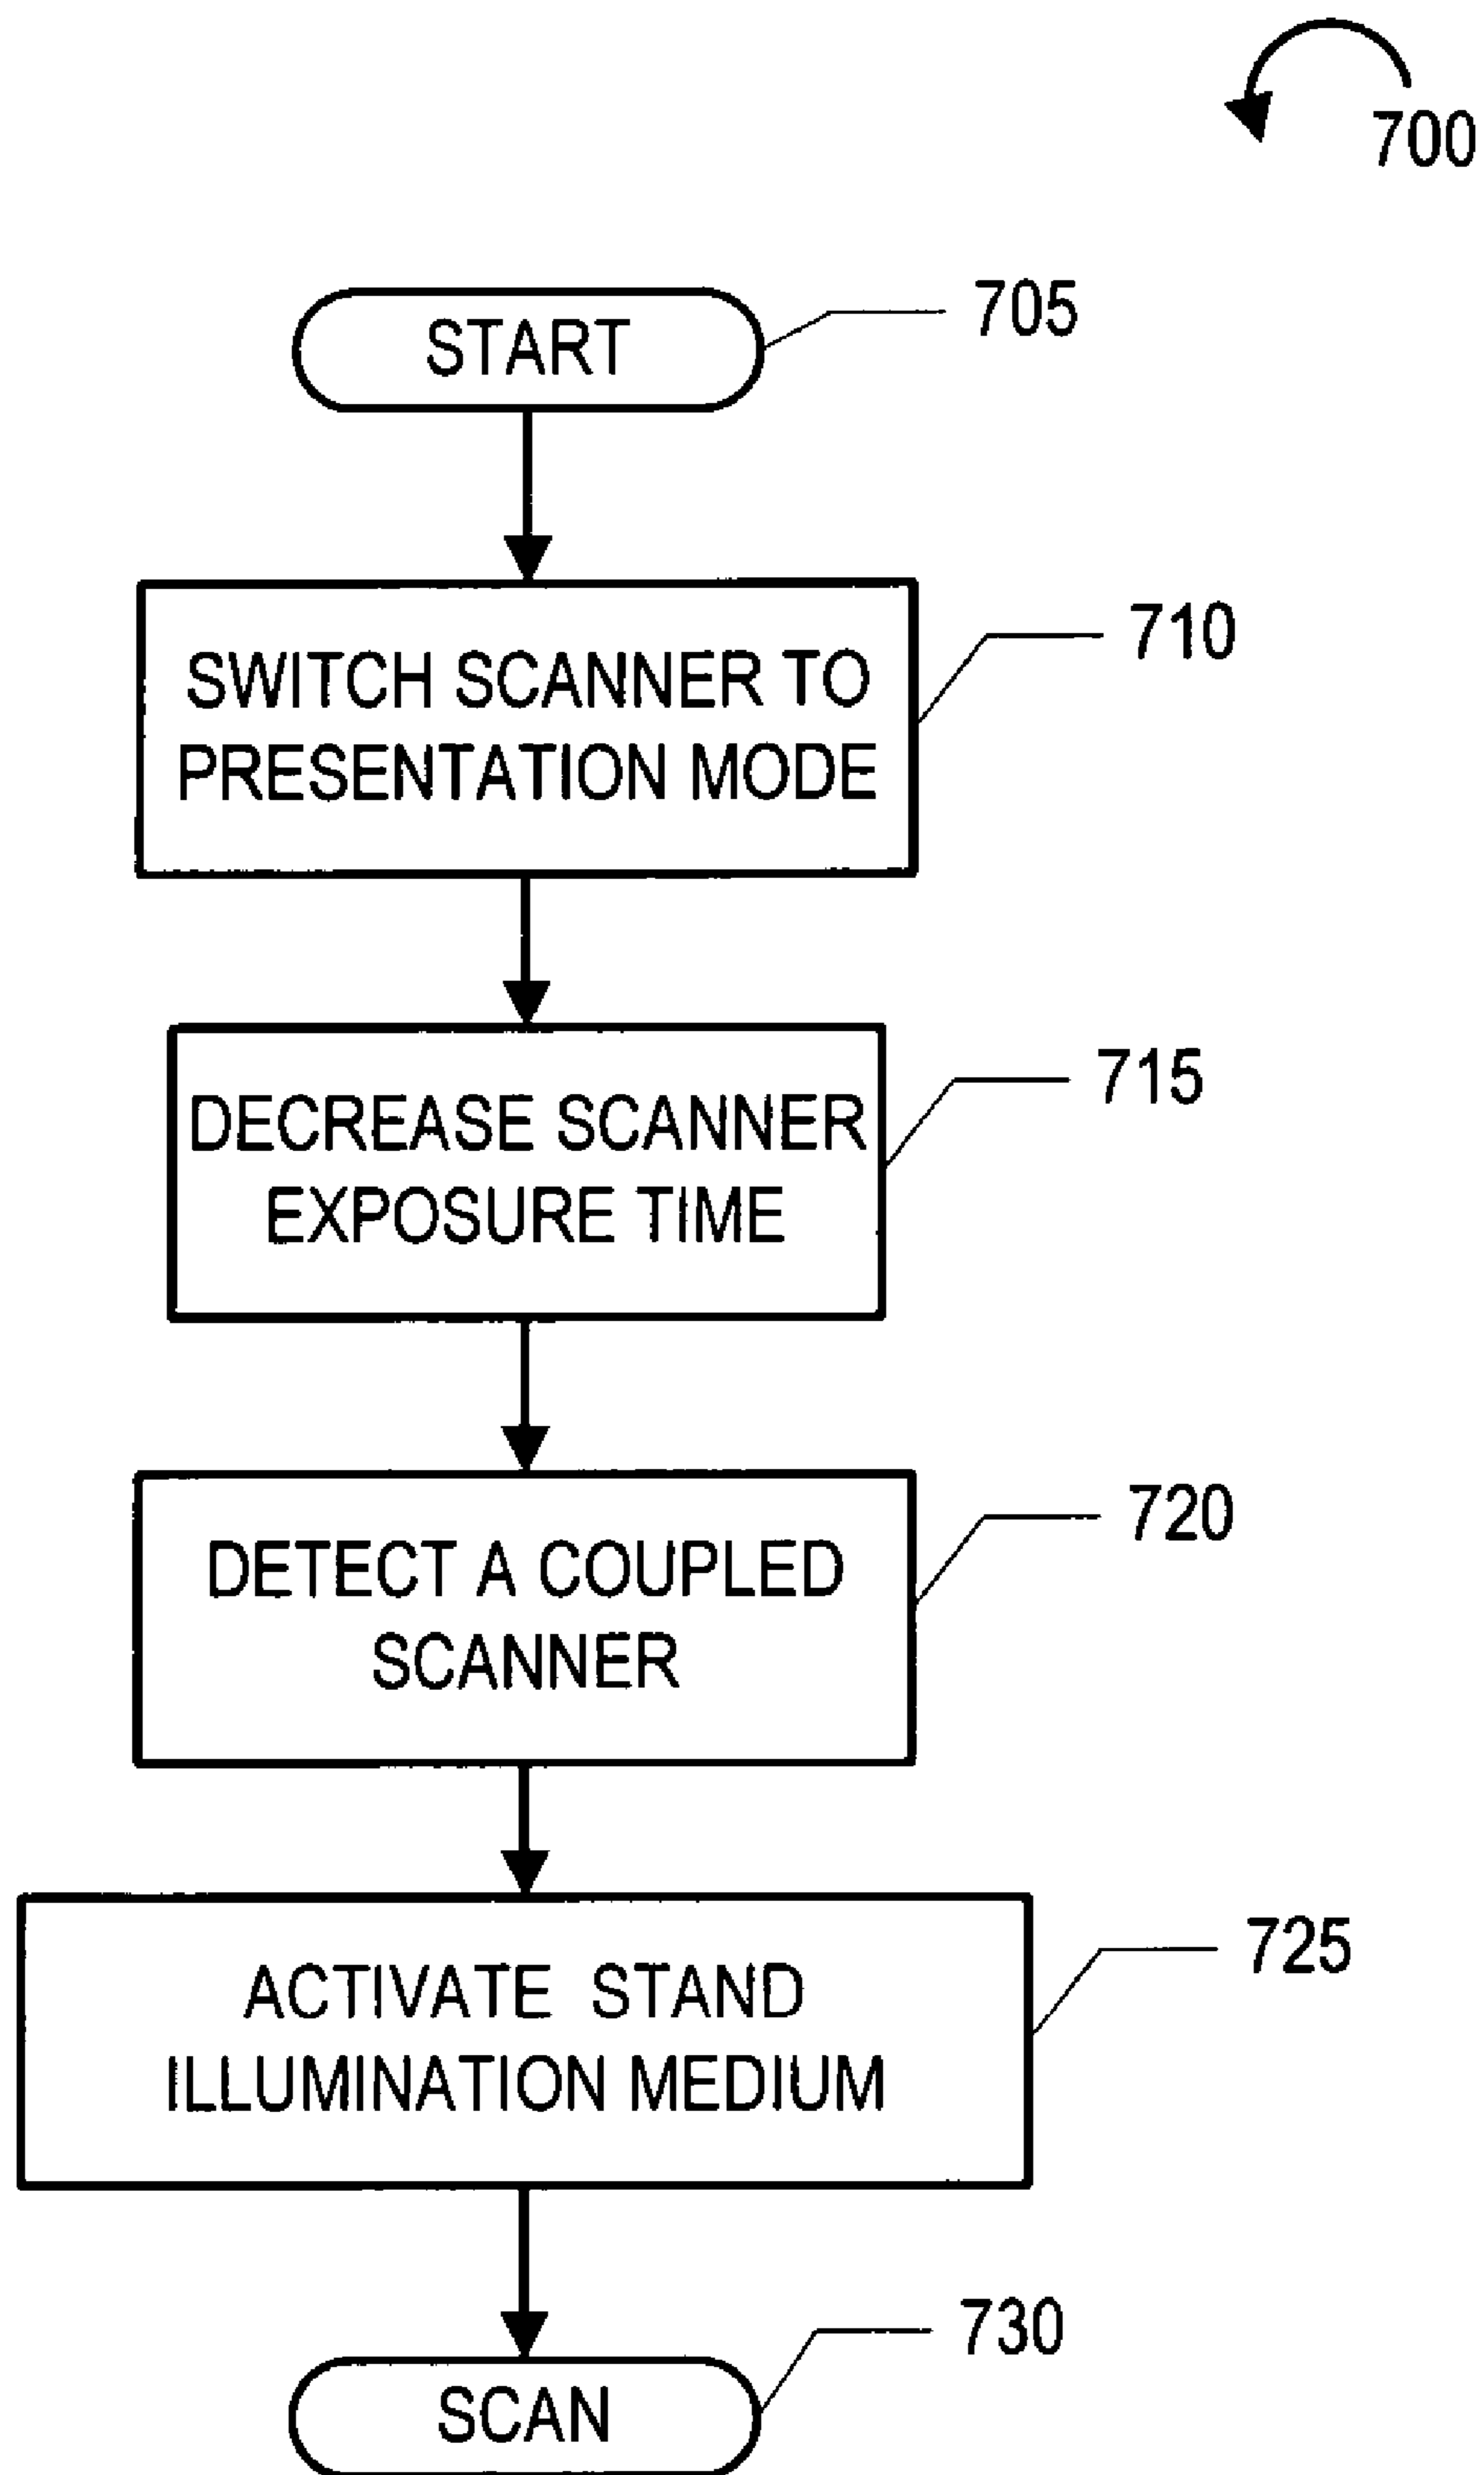 700
START
705
SWITCH SCANNER TO
PRESENTATION MODE
710
DECREASE SCANNER
EXPOSURE TIME
715
DETECT A COUPLED
SCANNER
720
ACTIVATE STAND
ILLUMINATION MEDIUM
725
SCAN
730